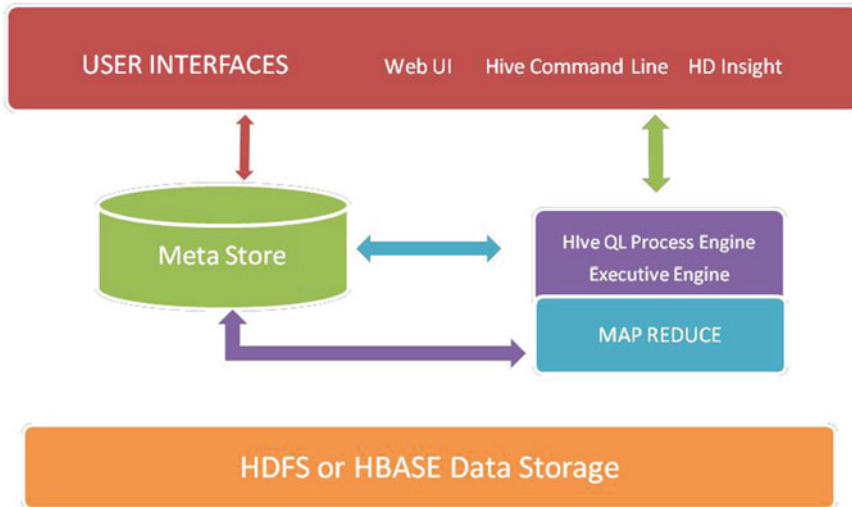 USER INTERFACES Web UI Hive Command Line HD Insight
Meta Store
HIve QL Process Engine
Executive Engine
MAP REDUCE
HDFS or HBASE Data Storage